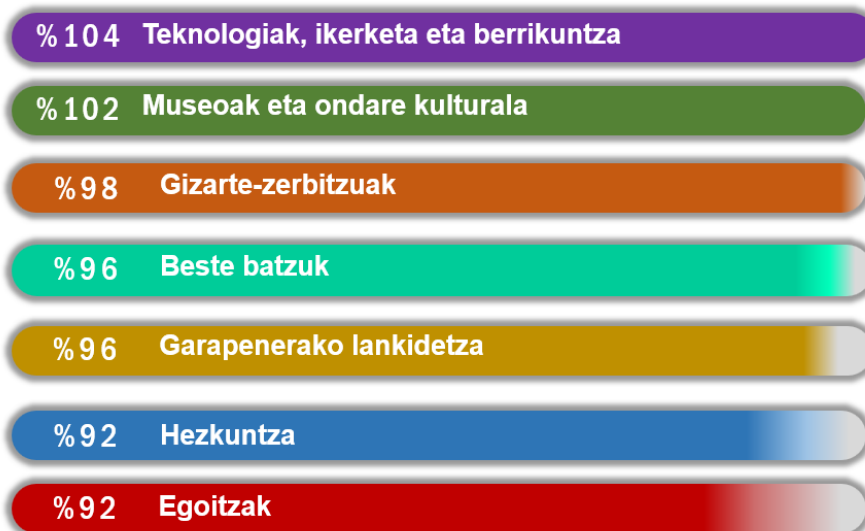 %104 Teknologiak, ikerketa eta berrikuntza
%102 Museoak eta ondare kulturala
%98 Gizarte-zerbitzuak
%96 Beste batzuk
%96 Garapenerako lankidetza
%92 Hezkuntza
%92 Egoitzak